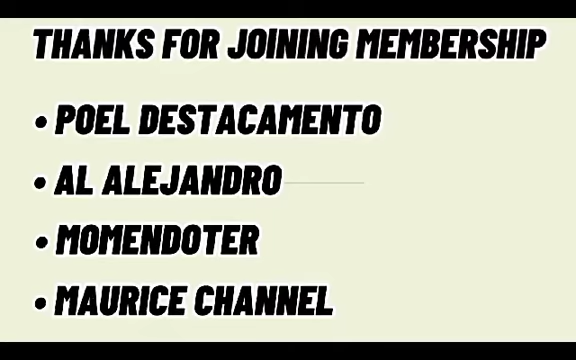 THANKS FOR JOINING MEMBERSHIP
• POEL DESTACAMENTO
• AL ALEJANDRO
• MOMENDOTER
• MAURICE CHANNEL